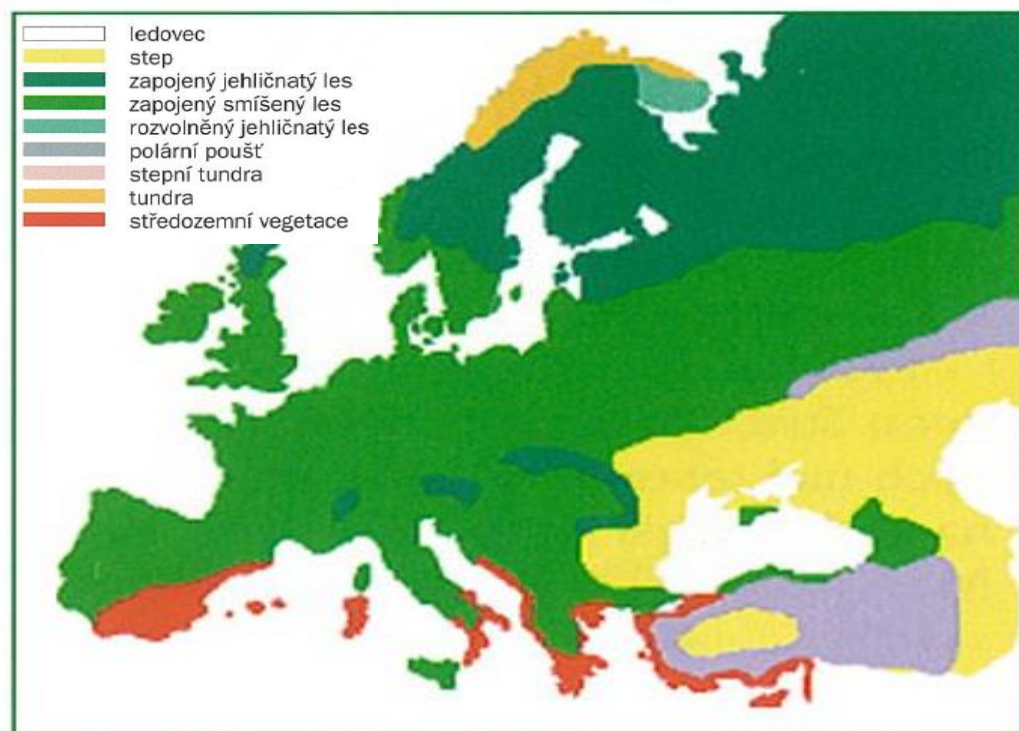 ledovec
step
zapojený jehličnatý les
zapojený smíšený les
rozvolněný jehličnatý les
polární poušť
stepní tundra
tundra
středozemní vegetace